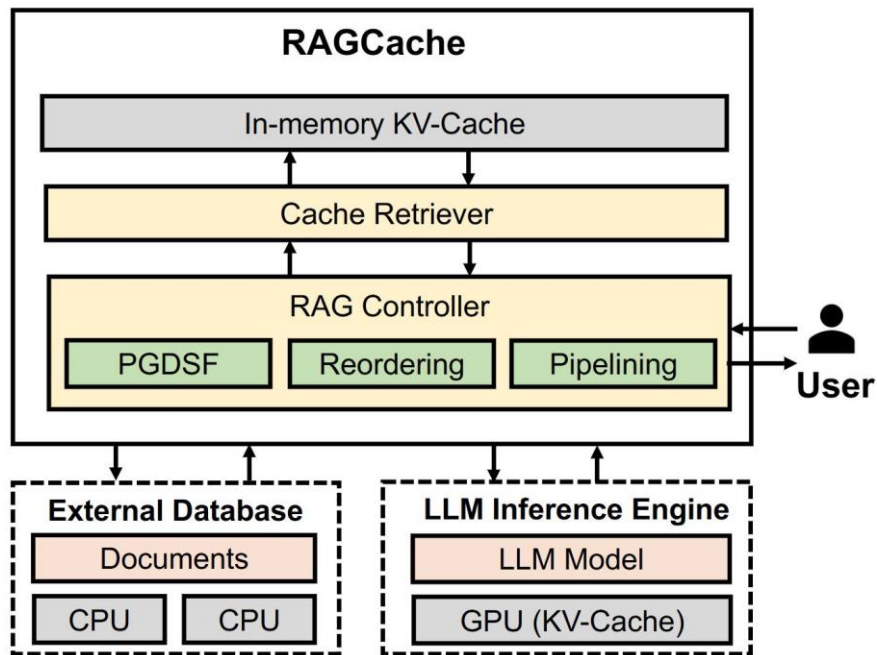 RAGCache
In-memory KV-Cache
Cache Retriever
RAG Controller
PGDSF
Reordering
Pipelining
User
External Database
Documents
CPU
CPU
LLM Inference Engine
LLM Model
GPU (KV-Cache)